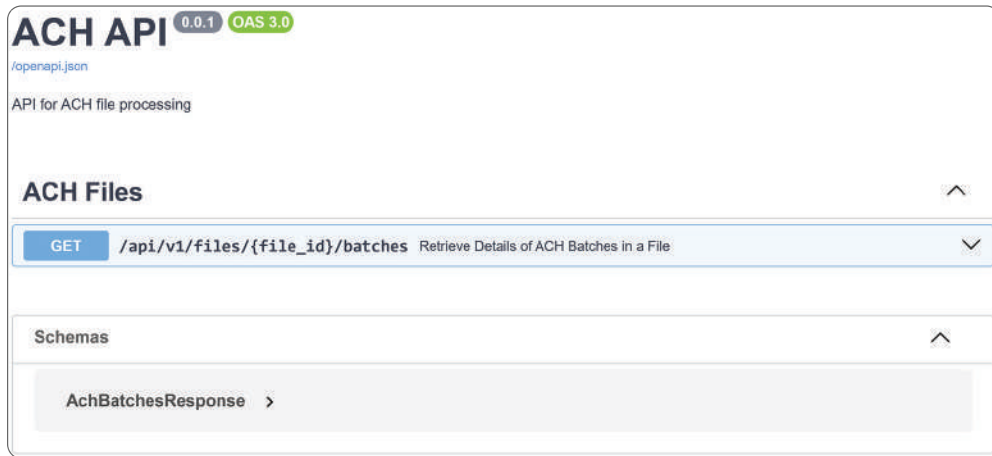 ACH API 0.0.1 OAS 3.0
/openapi.json
API for ACH file processing
ACH Files
GET /api/v1/files/{file_id}/batches Retrieve Details of ACH Batches in a File
Schemas
AchBatchesResponse